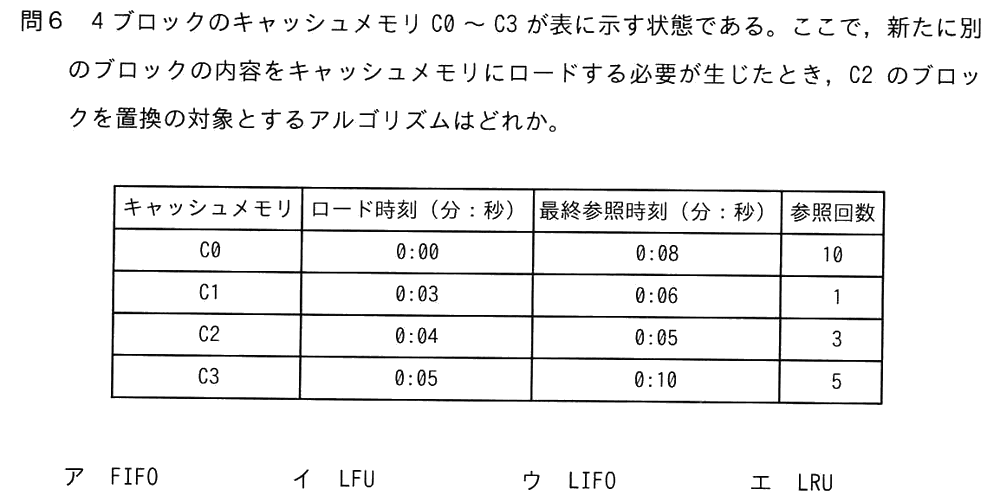 問6　4ブロックのキャッシュメモリ C0 ～ C3 が表に示す状態である。ここで，新たに別
のブロックの内容をキャッシュメモリにロードする必要が生じたとき，C2 のブロッ
クを置換の対象とするアルゴリズムはどれか。
キャッシュメモリ ロード時刻（分：秒） 最終参照時刻（分：秒） 参照回数
C0 0:00 0:08 10
C1 0:03 0:06 1
C2 0:04 0:05 3
C3 0:05 0:10 5
ア　FIFO　イ　LFU　ウ　LIFO　エ　LRU